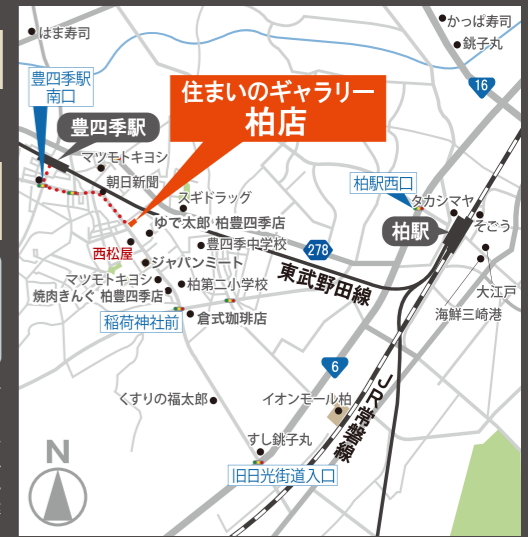 かっぱ寿司
銚子丸
はま寿司
16
豊四季駅
南口
住まいのギャラリー
柏店
豊四季駅
マツモトキヨシ
朝日新聞
スギドラッグ
柏駅西口
タカシマヤ
そごう
柏駅
ゆで太郎 柏豊四季店
豊四季中学校
278
西松屋
ジャパンミート
東武野田線
マツモトキヨシ
柏第二小学校
焼肉きんぐ 柏豊四季店
大江戸
海鮮三崎港
稲荷神社前
倉式珈琲店
6
JR常磐線
くすりの福太郎
イオンモール柏
すし銚子丸
旧日光街道入口
N